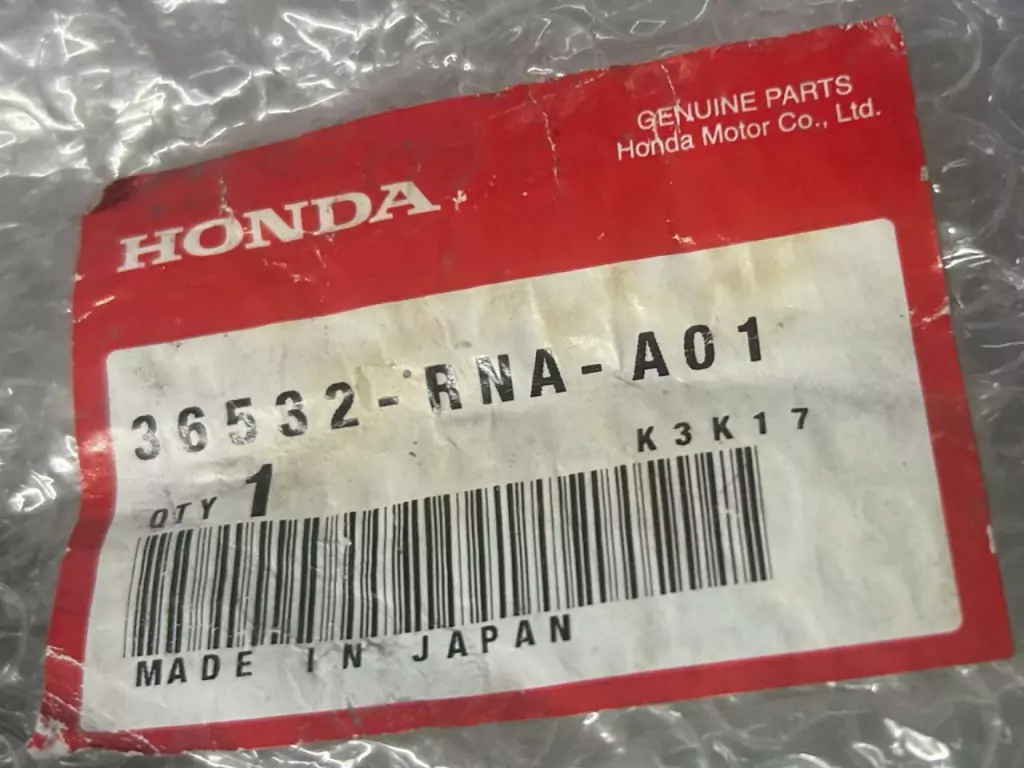 GENUINE PARTS
Honda Motor Co., Ltd.
HONDA
36532-RNA-A01
K3K17
QTY 1
MADE IN JAPAN